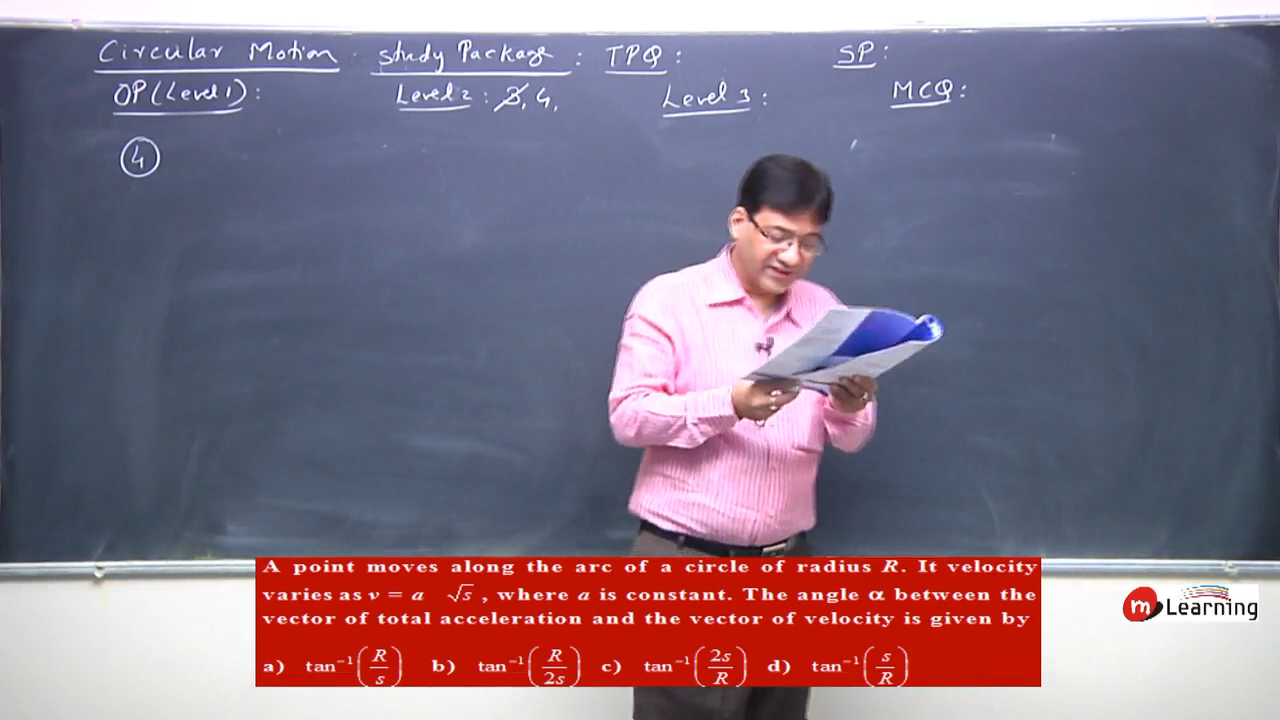 Circular Motion : Study Package : TPQ : SP :
OP (Level 1) : Level 2 : 3, 4, Level 3 : MCQ :
4
A point moves along the arc of a circle of radius R. It velocity
varies as v = a √s , where a is constant. The angle α between the
vector of total acceleration and the vector of velocity is given by
a) tan⁻¹(R/s) b) tan⁻¹(R/2s) c) tan⁻¹(2s/R) d) tan⁻¹(s/R)
m Learning